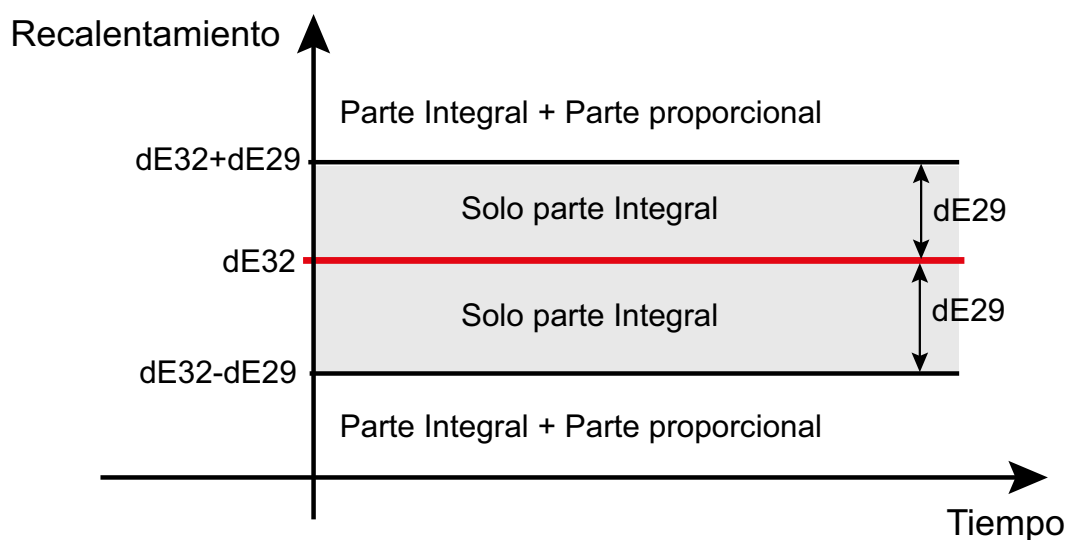 Recalentamiento
Parte Integral + Parte proporcional
dE32+dE29
Solo parte Integral
dE29
dE32
Solo parte Integral
dE29
dE32-dE29
Parte Integral + Parte proporcional
Tiempo